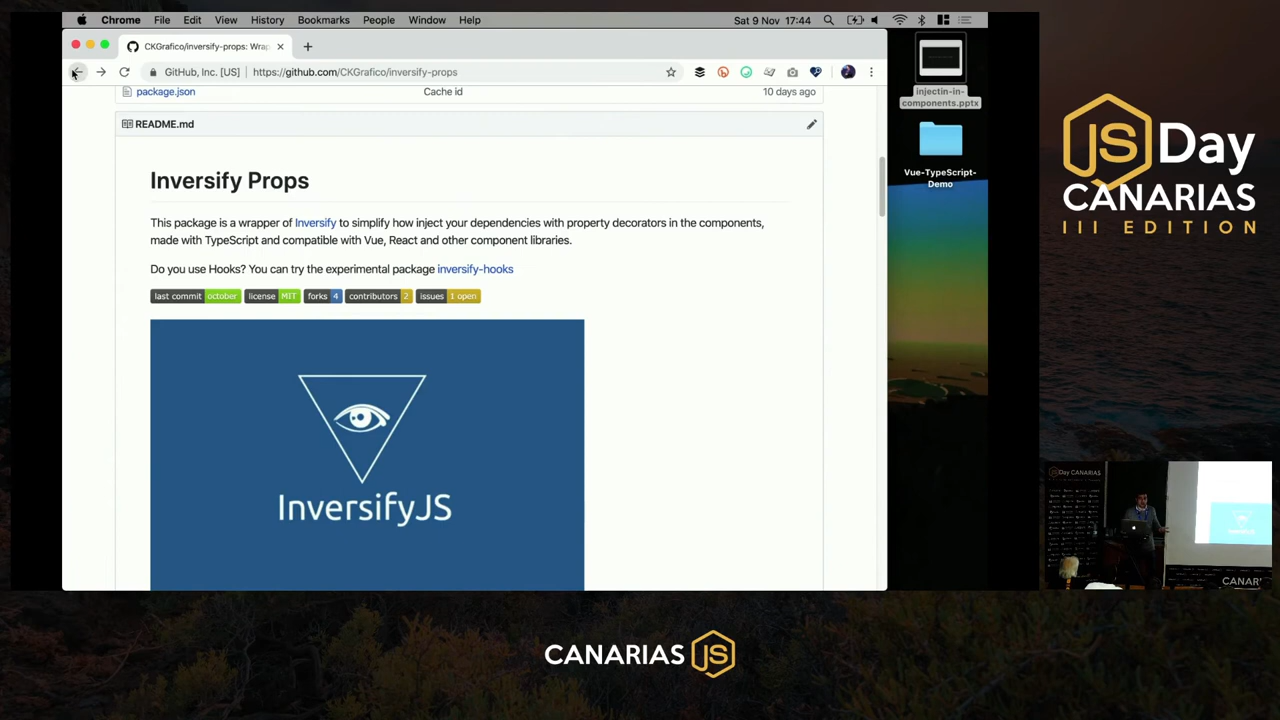 Chrome File Edit View History Bookmarks People Window Help Sat 9 Nov 17:44
CKGrafico/inversify-props: Wrap
GitHub, Inc. [US] https://github.com/CKGrafico/inversify-props
package.json Cache id 10 days ago
README.md
Inversify Props
This package is a wrapper of Inversify to simplify how inject your dependencies with property decorators in the components,
made with TypeScript and compatible with Vue, React and other component libraries.
Do you use Hooks? You can try the experimental package inversify-hooks
last commit october license MIT forks 4 contributors 2 issues 1 open
InversifyJS
injectin-in-
components.pptx
Vue-TypeScript-
Demo
JS Day
CANARIAS
III EDITION
JSDay CANARIAS
InversifyJS
CANARI
CANARIAS JS